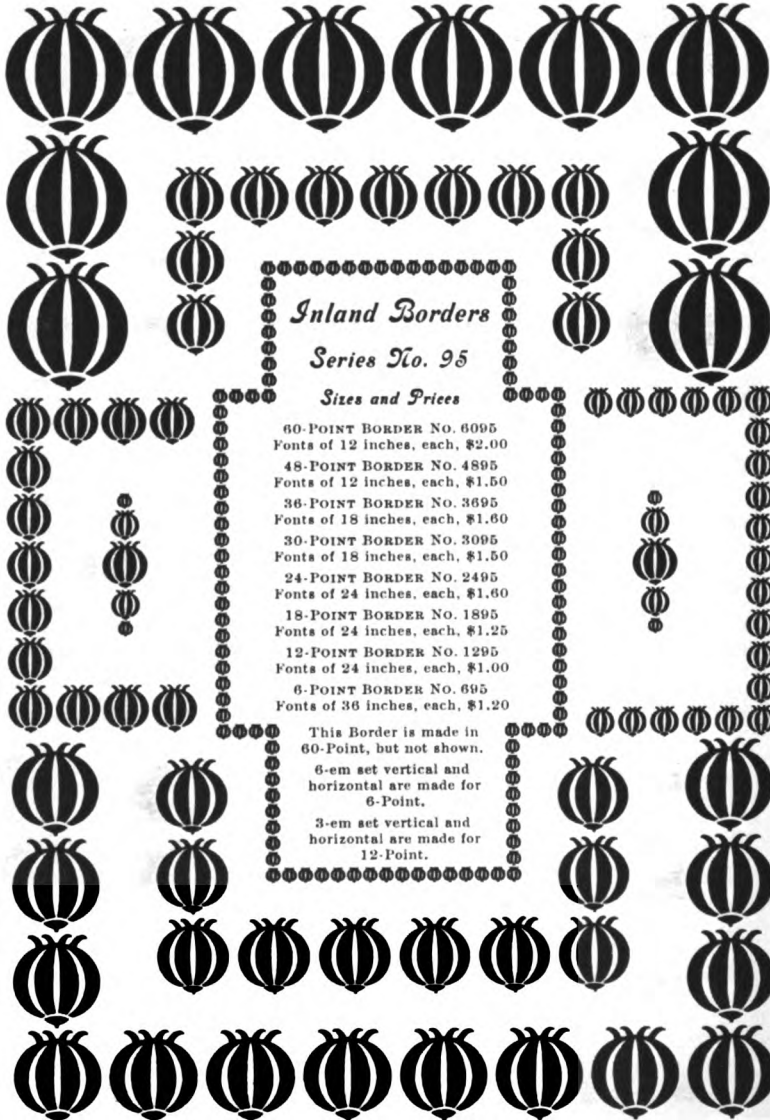 Inland Borders
Series No. 95
Sizes and Prices
60-POINT BORDER NO. 6095
Fonts of 12 inches, each, $2.00
48-POINT BORDER NO. 4895
Fonts of 12 inches, each, $1.50
36-POINT BORDER NO. 3695
Fonts of 18 inches, each, $1.60
30-POINT BORDER NO. 3095
Fonts of 18 inches, each, $1.50
24-POINT BORDER NO. 2495
Fonts of 24 inches, each, $1.60
18-POINT BORDER NO. 1895
Fonts of 24 inches, each, $1.25
12-POINT BORDER NO. 1295
Fonts of 24 inches, each, $1.00
6-POINT BORDER NO. 695
Fonts of 36 inches, each, $1.20
This Border is made in
60-Point, but not shown.
6-em set vertical and
horizontal are made for
6-Point.
3-em set vertical and
horizontal are made for
12-Point.